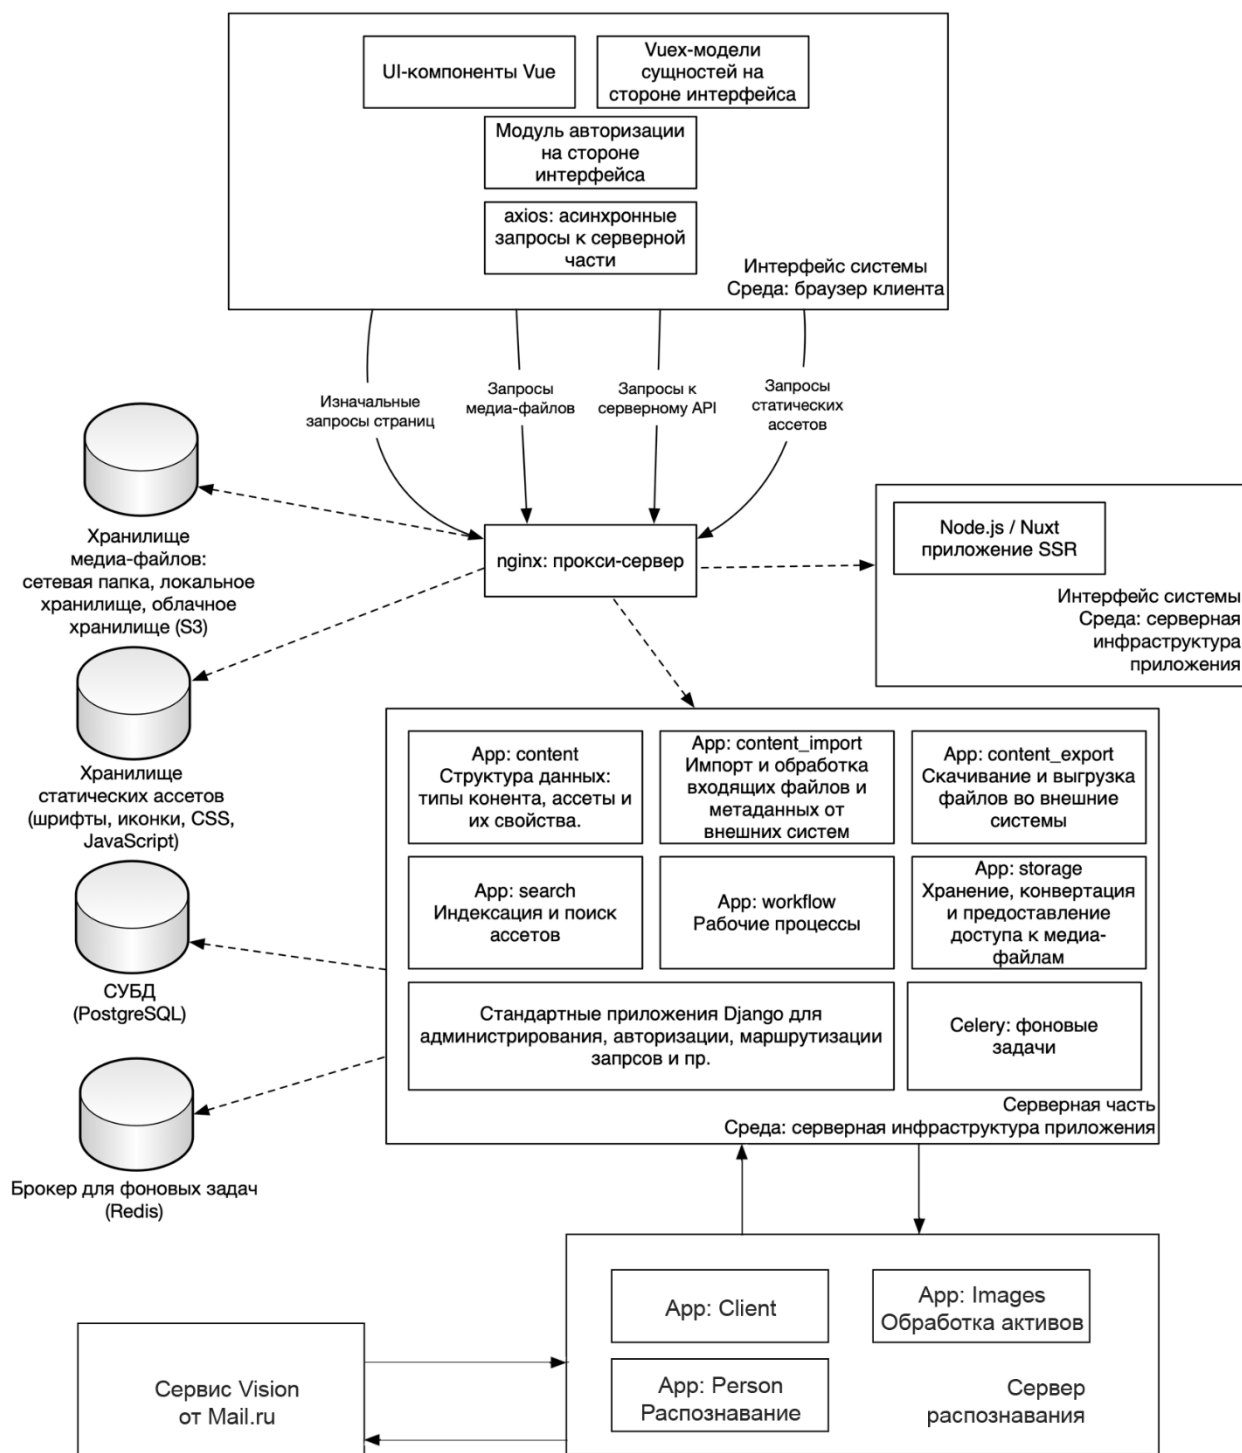 UI-компоненты Vue
Vuex-модели
сущностей на
стороне интерфейса
Модуль авторизации
на стороне
интерфейса
axios: асинхронные
запросы к серверной
части
Интерфейс системы
Среда: браузер клиента
Изначальные
запросы страниц
Запросы
медиа-файлов
Запросы к
серверному API
Запросы
статических
ассетов
Хранилище
медиа-файлов:
сетевая папка, локальное
хранилище, облачное
хранилище (S3)
nginx: прокси-сервер
Node.js / Nuxt
приложение SSR
Интерфейс системы
Среда: серверная
инфраструктура
приложения
Хранилище
статических ассетов
(шрифты, иконки, CSS,
JavaScript)
App: content
Структура данных:
типы конента, ассеты и
их свойства.
App: content_import
Импорт и обработка
входящих файлов и
метаданных от
внешних систем
App: content_export
Скачивание и выгрузка
файлов во внешние
системы
App: search
Индексация и поиск
ассетов
App: workflow
Рабочие процессы
App: storage
Хранение, конвертация
и предоставление
доступа к медиа-
файлам
СУБД
(PostgreSQL)
Стандартные приложения Django для
администрирования, авторизации, маршрутизации
запрсов и пр.
Celery: фоновые
задачи
Серверная часть
Среда: серверная инфраструктура приложения
Брокер для фоновых задач
(Redis)
App: Client
App: Images
Обработка активов
App: Person
Распознавание
Сервер
распознавания
Сервис Vision
от Mail.ru